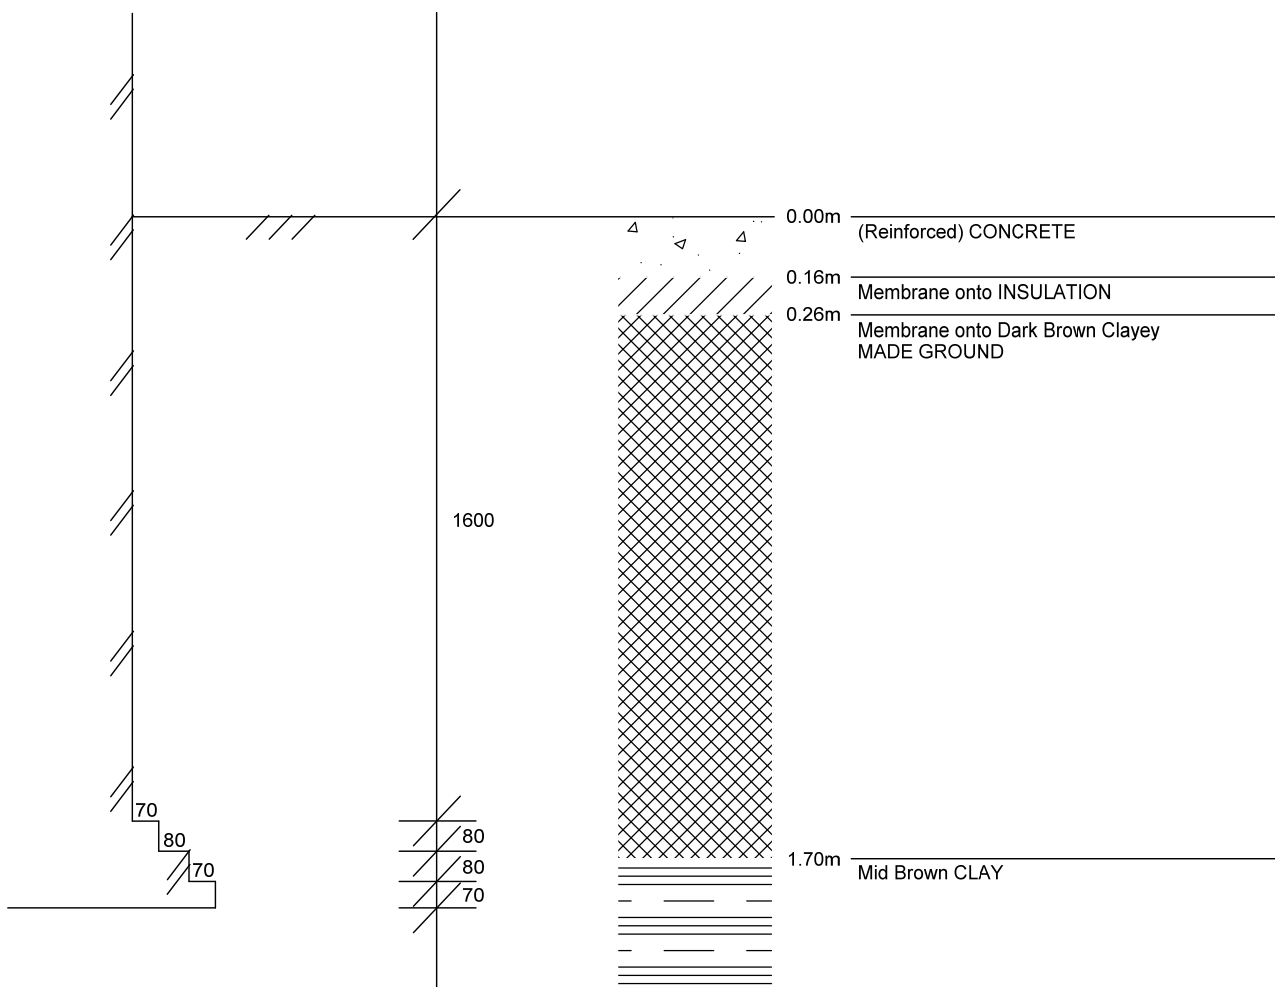 0.00m
(Reinforced) CONCRETE
0.16m
Membrane onto INSULATION
0.26m
Membrane onto Dark Brown Clayey
MADE GROUND
1600
70
80
80
70
80
70
1.70m
Mid Brown CLAY